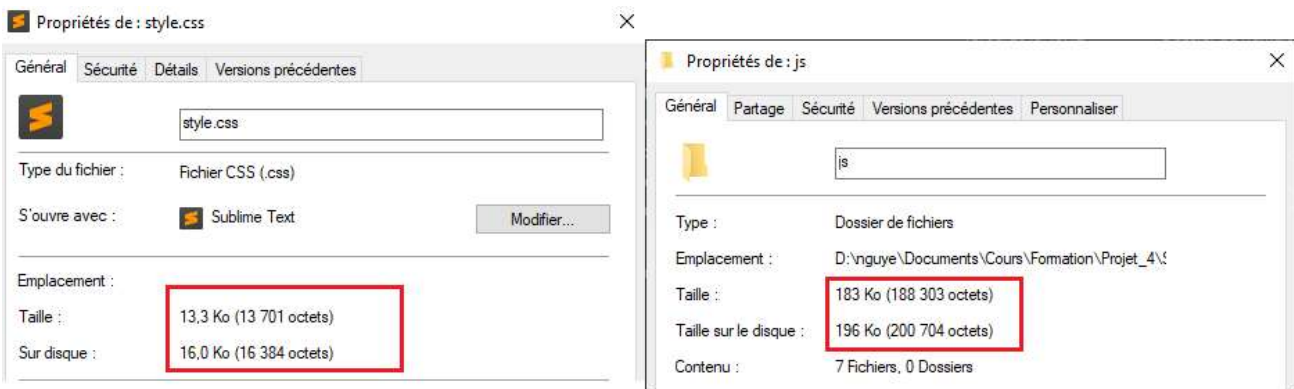 Propriétés de : style.css
Général Sécurité Détails Versions précédentes
style.css
Type du fichier : Fichier CSS (.css)
S'ouvre avec : Sublime Text Modifier...
Emplacement :
Taille : 13,3 Ko (13 701 octets)
Sur disque : 16,0 Ko (16 384 octets)
Propriétés de : js
Général Partage Sécurité Versions précédentes Personnaliser
js
Type : Dossier de fichiers
Emplacement : D:\nguye\Documents\Cours\Formation\Projet_4\
Taille : 183 Ko (188 303 octets)
Taille sur le disque : 196 Ko (200 704 octets)
Contenu : 7 Fichiers, 0 Dossiers